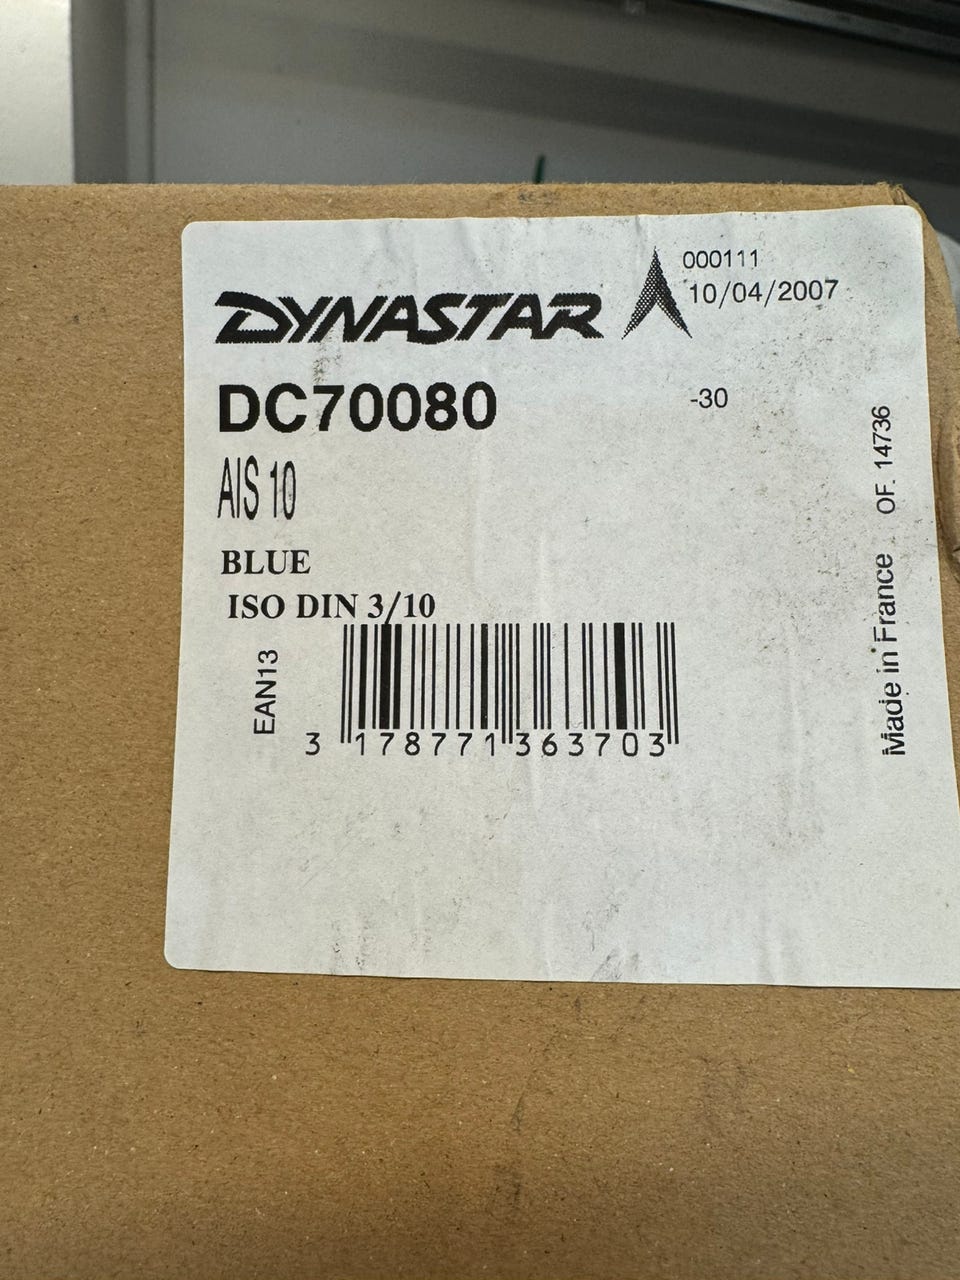 DYNASTAR
000111
10/04/2007
DC70080
-30
AIS 10
BLUE
ISO DIN 3/10
EAN13
3 178771 363703
Made in France OF. 14736